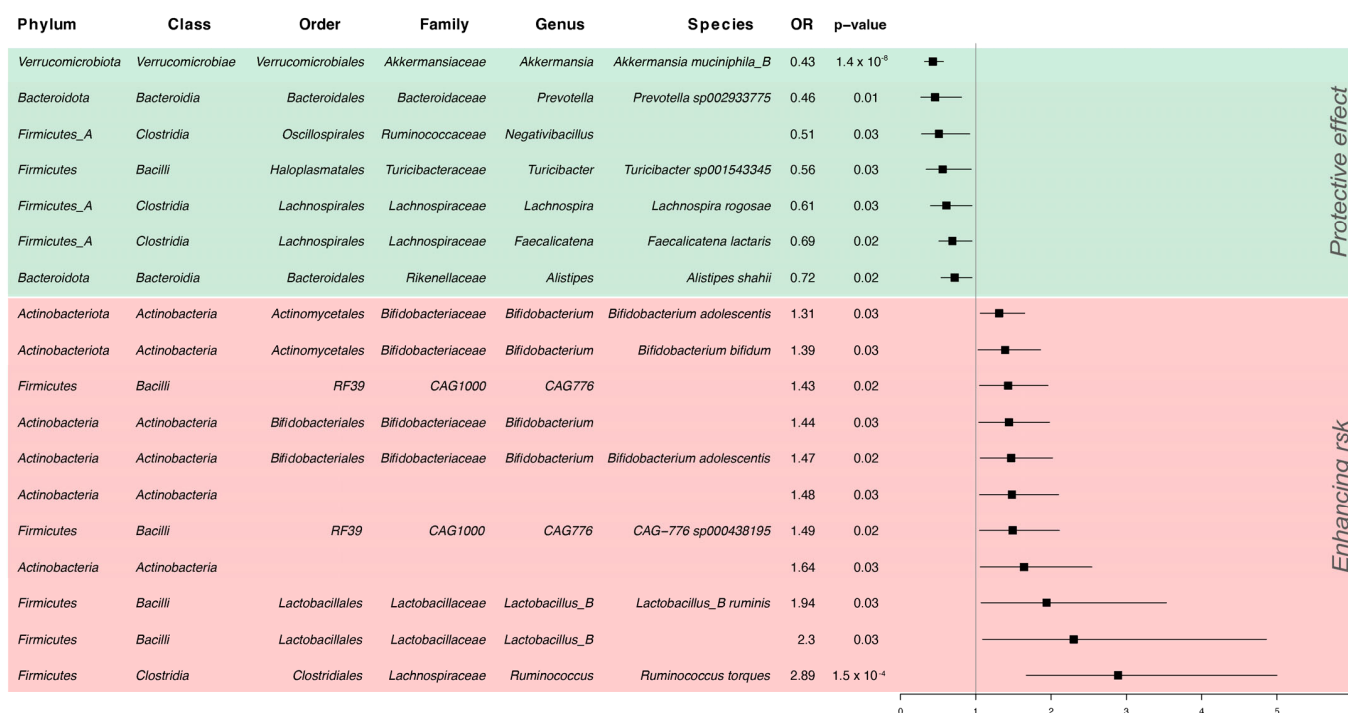 Phylum Class Order Family Genus Species OR p−value
Verrucomicrobiota Verrucomicrobiae Verrucomicrobiales Akkermansiaceae Akkermansia Akkermansia muciniphila_B 0.43 1.4 x 10⁻⁸
Bacteroidota Bacteroidia Bacteroidales Bacteroidaceae Prevotella Prevotella sp002933775 0.46 0.01
Firmicutes_A Clostridia Oscillospirales Ruminococcaceae Negativibacillus 0.51 0.03
Firmicutes Bacilli Haloplasmatales Turicibacteraceae Turicibacter Turicibacter sp001543345 0.56 0.03
Firmicutes_A Clostridia Lachnospirales Lachnospiraceae Lachnospira Lachnospira rogosae 0.61 0.03
Firmicutes_A Clostridia Lachnospirales Lachnospiraceae Faecalicatena Faecalicatena lactaris 0.69 0.02
Bacteroidota Bacteroidia Bacteroidales Rikenellaceae Alistipes Alistipes shahii 0.72 0.02
Protective effect
Actinobacteriota Actinobacteria Actinomycetales Bifidobacteriaceae Bifidobacterium Bifidobacterium adolescentis 1.31 0.03
Actinobacteriota Actinobacteria Actinomycetales Bifidobacteriaceae Bifidobacterium Bifidobacterium bifidum 1.39 0.03
Firmicutes Bacilli RF39 CAG1000 CAG776 1.43 0.02
Actinobacteria Actinobacteria Bifidobacteriales Bifidobacteriaceae Bifidobacterium 1.44 0.03
Actinobacteria Actinobacteria Bifidobacteriales Bifidobacteriaceae Bifidobacterium Bifidobacterium adolescentis 1.47 0.02
Actinobacteria Actinobacteria 1.48 0.03
Firmicutes Bacilli RF39 CAG1000 CAG776 CAG−776 sp000438195 1.49 0.02
Actinobacteria Actinobacteria 1.64 0.03
Firmicutes Bacilli Lactobacillales Lactobacillaceae Lactobacillus_B Lactobacillus_B ruminis 1.94 0.03
Firmicutes Bacilli Lactobacillales Lactobacillaceae Lactobacillus_B 2.3 0.03
Firmicutes Clostridia Clostridiales Lachnospiraceae Ruminococcus Ruminococcus torques 2.89 1.5 x 10⁻⁴
Enhancing rsk
0 1 2 3 4 5